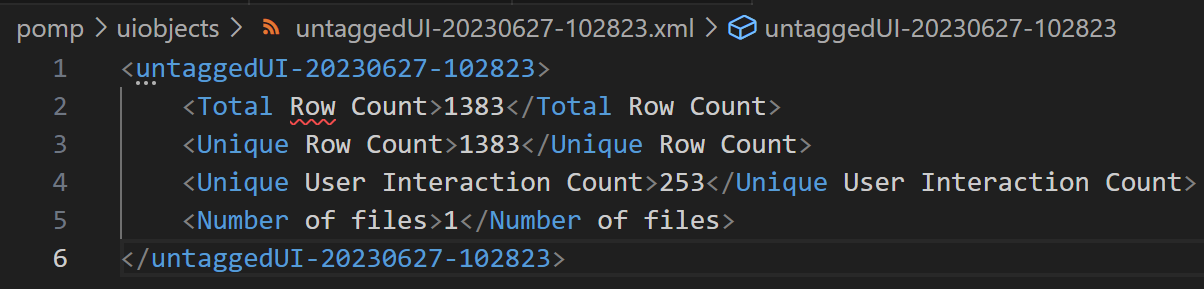 pomp > uiobjects > untaggedUI-20230627-102823.xml > untaggedUI-20230627-102823
1 <untaggedUI-20230627-102823>
2 <Total Row Count>1383</Total Row Count>
3 <Unique Row Count>1383</Unique Row Count>
4 <Unique User Interaction Count>253</Unique User Interaction Count>
5 <Number of files>1</Number of files>
6 </untaggedUI-20230627-102823>